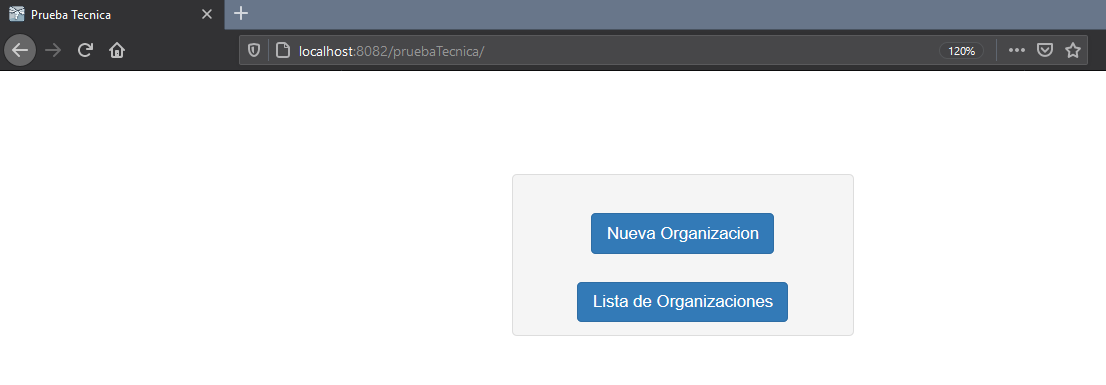 Prueba Tecnica
localhost:8082/pruebaTecnica/
120%
Nueva Organizacion
Lista de Organizaciones